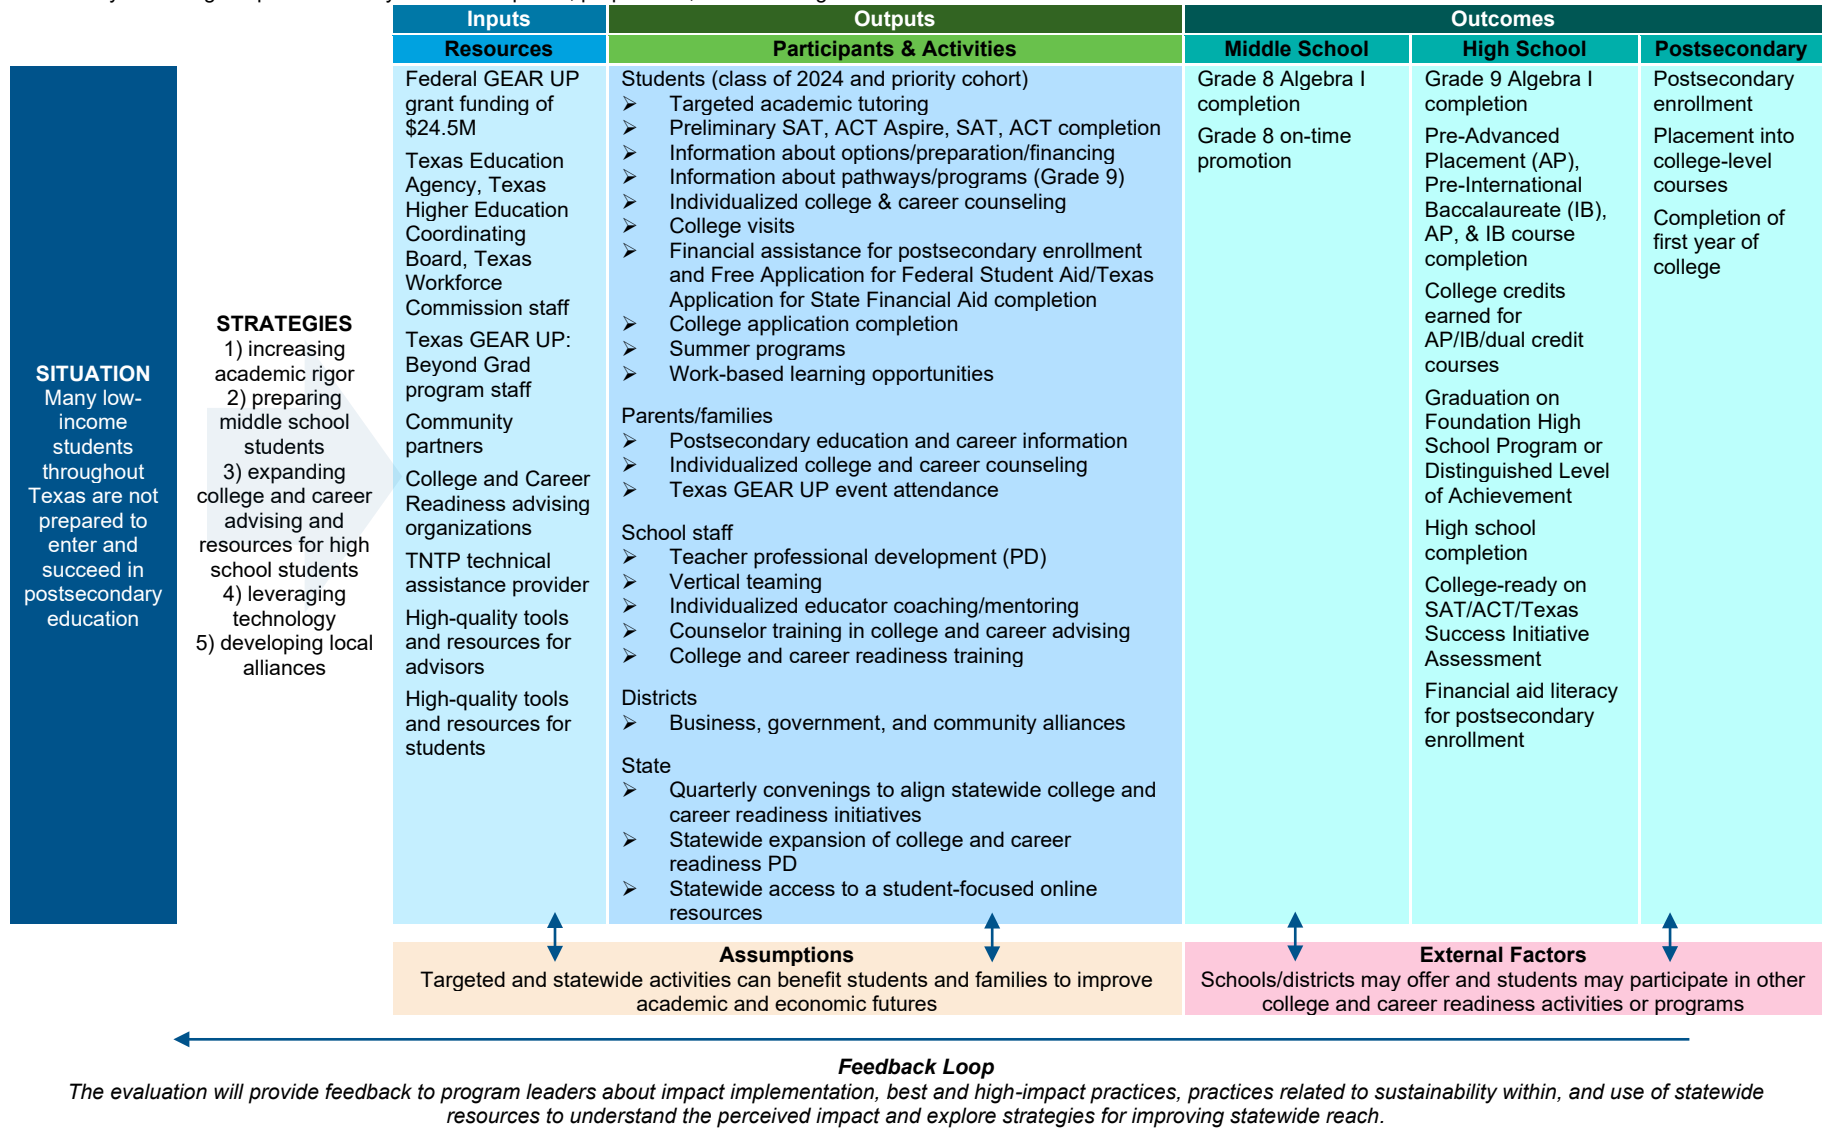 Inputs
Outputs
Outcomes
Resources
Participants & Activities
Middle School
High School
Postsecondary
SITUATION
Many low-
income
students
throughout
Texas are not
prepared to
enter and
succeed in
postsecondary
education
STRATEGIES
1) increasing
academic rigor
2) preparing
middle school
students
3) expanding
college and career
advising and
resources for high
school students
4) leveraging
technology
5) developing local
alliances
Federal GEAR UP
grant funding of
$24.5M
Texas Education
Agency, Texas
Higher Education
Coordinating
Board, Texas
Workforce
Commission staff
Texas GEAR UP:
Beyond Grad
program staff
Community
partners
College and Career
Readiness advising
organizations
TNTP technical
assistance provider
High-quality tools
and resources for
advisors
High-quality tools
and resources for
students
Students (class of 2024 and priority cohort)
➢ Targeted academic tutoring
➢ Preliminary SAT, ACT Aspire, SAT, ACT completion
➢ Information about options/preparation/financing
➢ Information about pathways/programs (Grade 9)
➢ Individualized college & career counseling
➢ College visits
➢ Financial assistance for postsecondary enrollment
and Free Application for Federal Student Aid/Texas
Application for State Financial Aid completion
➢ College application completion
➢ Summer programs
➢ Work-based learning opportunities
Parents/families
➢ Postsecondary education and career information
➢ Individualized college and career counseling
➢ Texas GEAR UP event attendance
School staff
➢ Teacher professional development (PD)
➢ Vertical teaming
➢ Individualized educator coaching/mentoring
➢ Counselor training in college and career advising
➢ College and career readiness training
Districts
➢ Business, government, and community alliances
State
➢ Quarterly convenings to align statewide college and
career readiness initiatives
➢ Statewide expansion of college and career
readiness PD
➢ Statewide access to a student-focused online
resources
Grade 8 Algebra I
completion
Grade 8 on-time
promotion
Grade 9 Algebra I
completion
Pre-Advanced
Placement (AP),
Pre-International
Baccalaureate (IB),
AP, & IB course
completion
College credits
earned for
AP/IB/dual credit
courses
Graduation on
Foundation High
School Program or
Distinguished Level
of Achievement
High school
completion
College-ready on
SAT/ACT/Texas
Success Initiative
Assessment
Financial aid literacy
for postsecondary
enrollment
Postsecondary
enrollment
Placement into
college-level
courses
Completion of
first year of
college
Assumptions
Targeted and statewide activities can benefit students and families to improve
academic and economic futures
External Factors
Schools/districts may offer and students may participate in other
college and career readiness activities or programs
Feedback Loop
The evaluation will provide feedback to program leaders about impact implementation, best and high-impact practices, practices related to sustainability within, and use of statewide
resources to understand the perceived impact and explore strategies for improving statewide reach.